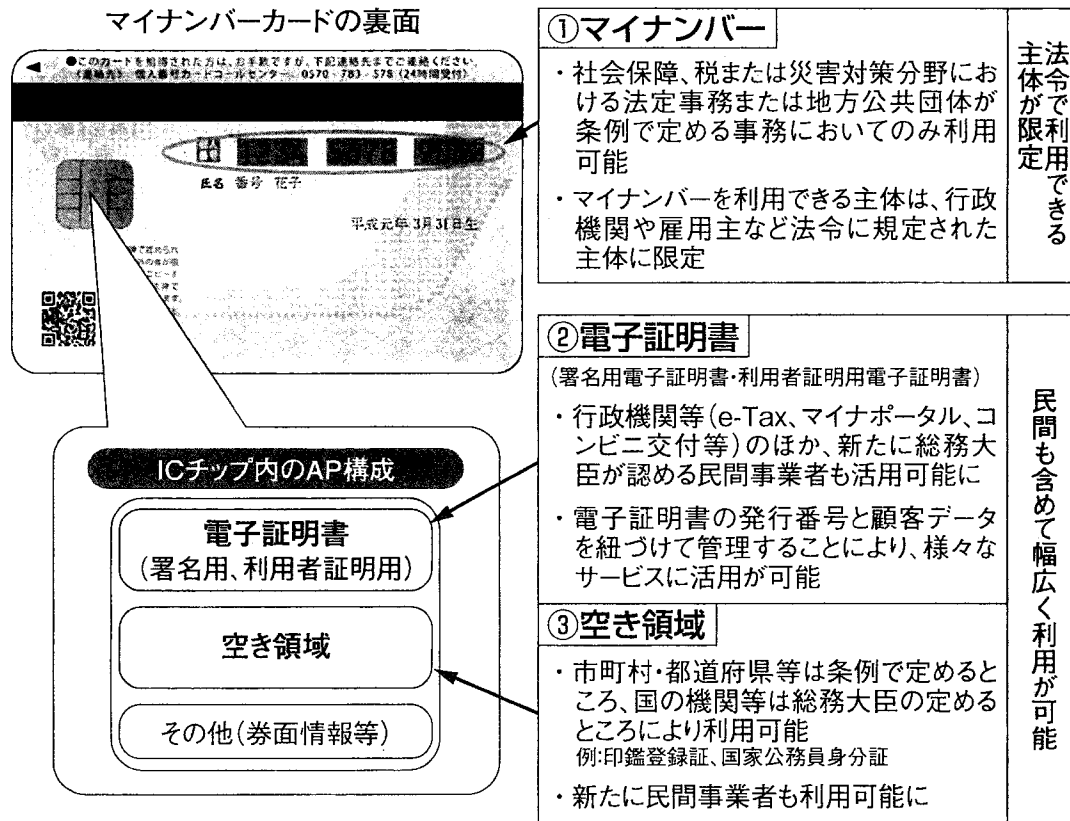 マイナンバーカードの裏面
●このカードを拾得された方は、お手数ですが、下記連絡先までご連絡ください。
《連絡先》 個人番号カードコールセンター 0570-783-578 (24時間受付)
氏名 番号 花子
平成元年3月31日生
ICチップ内のAP構成
電子証明書
(署名用、利用者証明用)
空き領域
その他(券面情報等)
①マイナンバー
・社会保障、税または災害対策分野にお
ける法定事務または地方公共団体が
条例で定める事務においてのみ利用
可能
・マイナンバーを利用できる主体は、行政
機関や雇用主など法令に規定された
主体に限定
法令で利用できる
主体が限定
②電子証明書
(署名用電子証明書・利用者証明用電子証明書)
・行政機関等(e-Tax、マイナポータル、コ
ンビニ交付等)のほか、新たに総務大
臣が認める民間事業者も活用可能に
・電子証明書の発行番号と顧客データ
を紐づけて管理することにより、様々な
サービスに活用が可能
③空き領域
・市町村・都道府県等は条例で定めると
ころ、国の機関等は総務大臣の定める
ところにより利用可能
例:印鑑登録証、国家公務員身分証
・新たに民間事業者も利用可能に
民間も含めて幅広く利用が可能